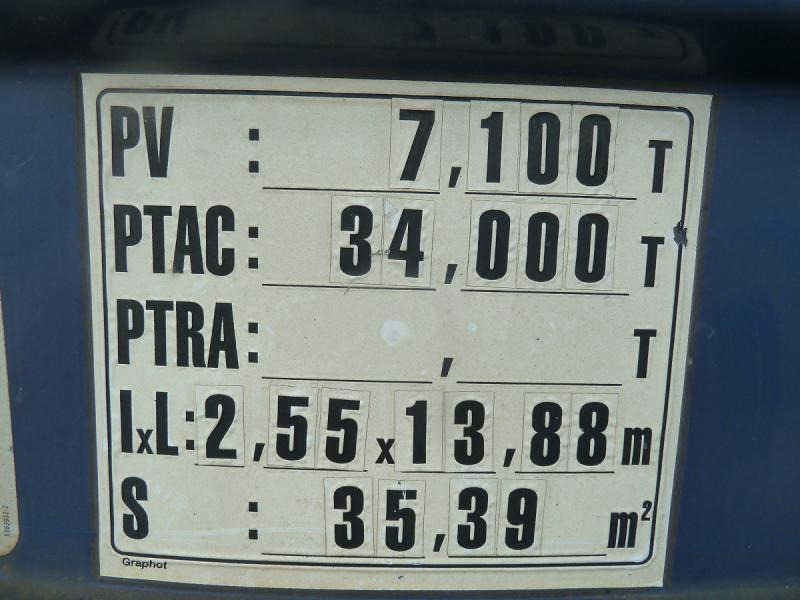 PV : 7,100 T
PTAC : 34,000 T
PTRA : , T
lxL : 2,55 x 13,88 m
S : 35,39 m²
Graphot